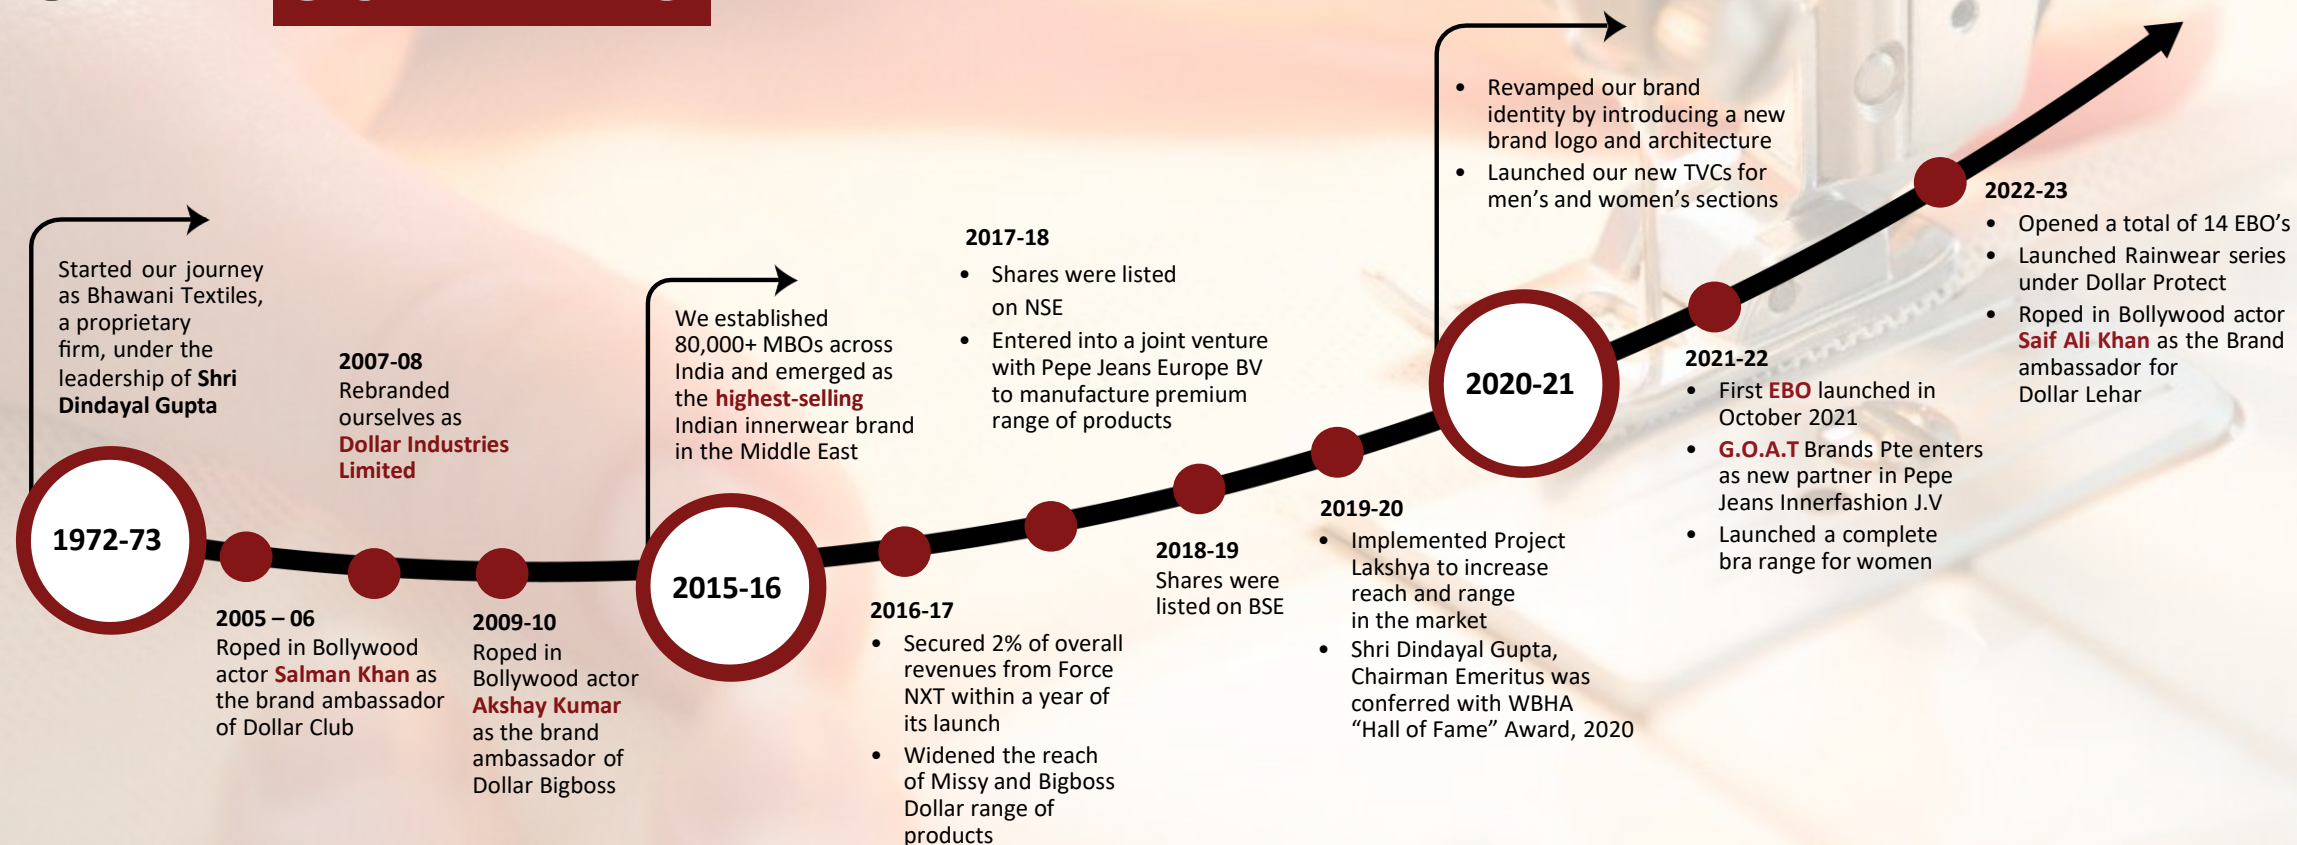 Started our journey
as Bhawani Textiles,
a proprietary
firm, under the
leadership of Shri
Dindayal Gupta
1972-73
2005 – 06
Roped in Bollywood
actor Salman Khan as
the brand ambassador
of Dollar Club
2007-08
Rebranded
ourselves as
Dollar Industries
Limited
2009-10
Roped in
Bollywood actor
Akshay Kumar
as the brand
ambassador of
Dollar Bigboss
We established
80,000+ MBOs across
India and emerged as
the highest-selling
Indian innerwear brand
in the Middle East
2015-16
2016-17
• Secured 2% of overall
revenues from Force
NXT within a year of
its launch
• Widened the reach
of Missy and Bigboss
Dollar range of
products
2017-18
• Shares were listed
on NSE
• Entered into a joint venture
with Pepe Jeans Europe BV
to manufacture premium
range of products
2018-19
Shares were
listed on BSE
2019-20
• Implemented Project
Lakshya to increase
reach and range
in the market
• Shri Dindayal Gupta,
Chairman Emeritus was
conferred with WBHA
“Hall of Fame” Award, 2020
• Revamped our brand
identity by introducing a new
brand logo and architecture
• Launched our new TVCs for
men’s and women’s sections
2020-21
2021-22
• First EBO launched in
October 2021
• G.O.A.T Brands Pte enters
as new partner in Pepe
Jeans Innerfashion J.V
• Launched a complete
bra range for women
2022-23
• Opened a total of 14 EBO’s
• Launched Rainwear series
under Dollar Protect
• Roped in Bollywood actor
Saif Ali Khan as the Brand
ambassador for
Dollar Lehar